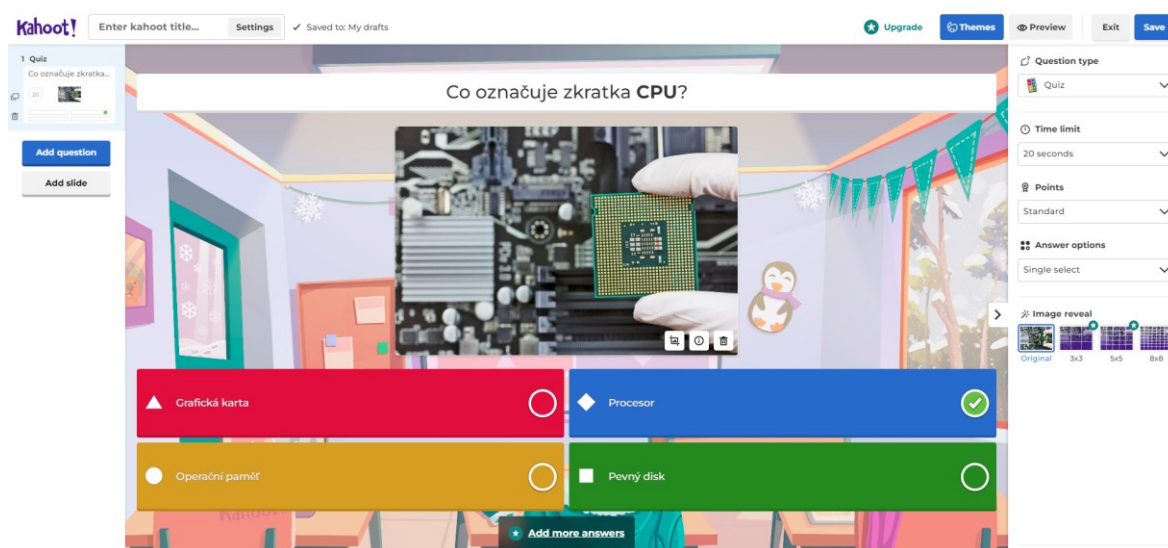 Kahoot!
Enter kahoot title...
Settings
Saved to: My drafts
Upgrade
Themes
Preview
Exit
Save
1 Quiz
Co označuje zkratka...
20
Add question
Add slide
Co označuje zkratka CPU?
Grafická karta
Procesor
Operační paměť
Pevný disk
Add more answers
Kahoot!
Question type
Quiz
Time limit
20 seconds
Points
Standard
Answer options
Single select
Image reveal
Original
3x3
5x5
8x8